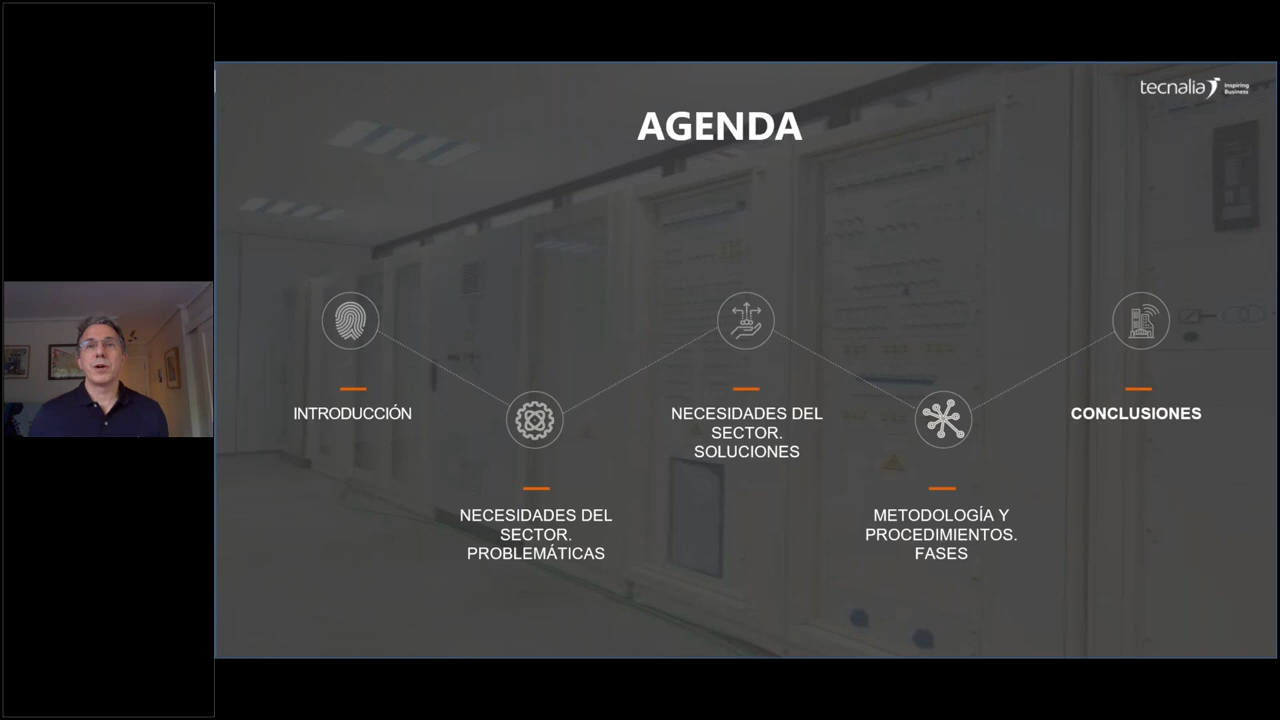 tecnalia Inspiring
Business
AGENDA
INTRODUCCIÓN
NECESIDADES DEL
SECTOR.
PROBLEMÁTICAS
NECESIDADES DEL
SECTOR.
SOLUCIONES
METODOLOGÍA Y
PROCEDIMIENTOS.
FASES
CONCLUSIONES